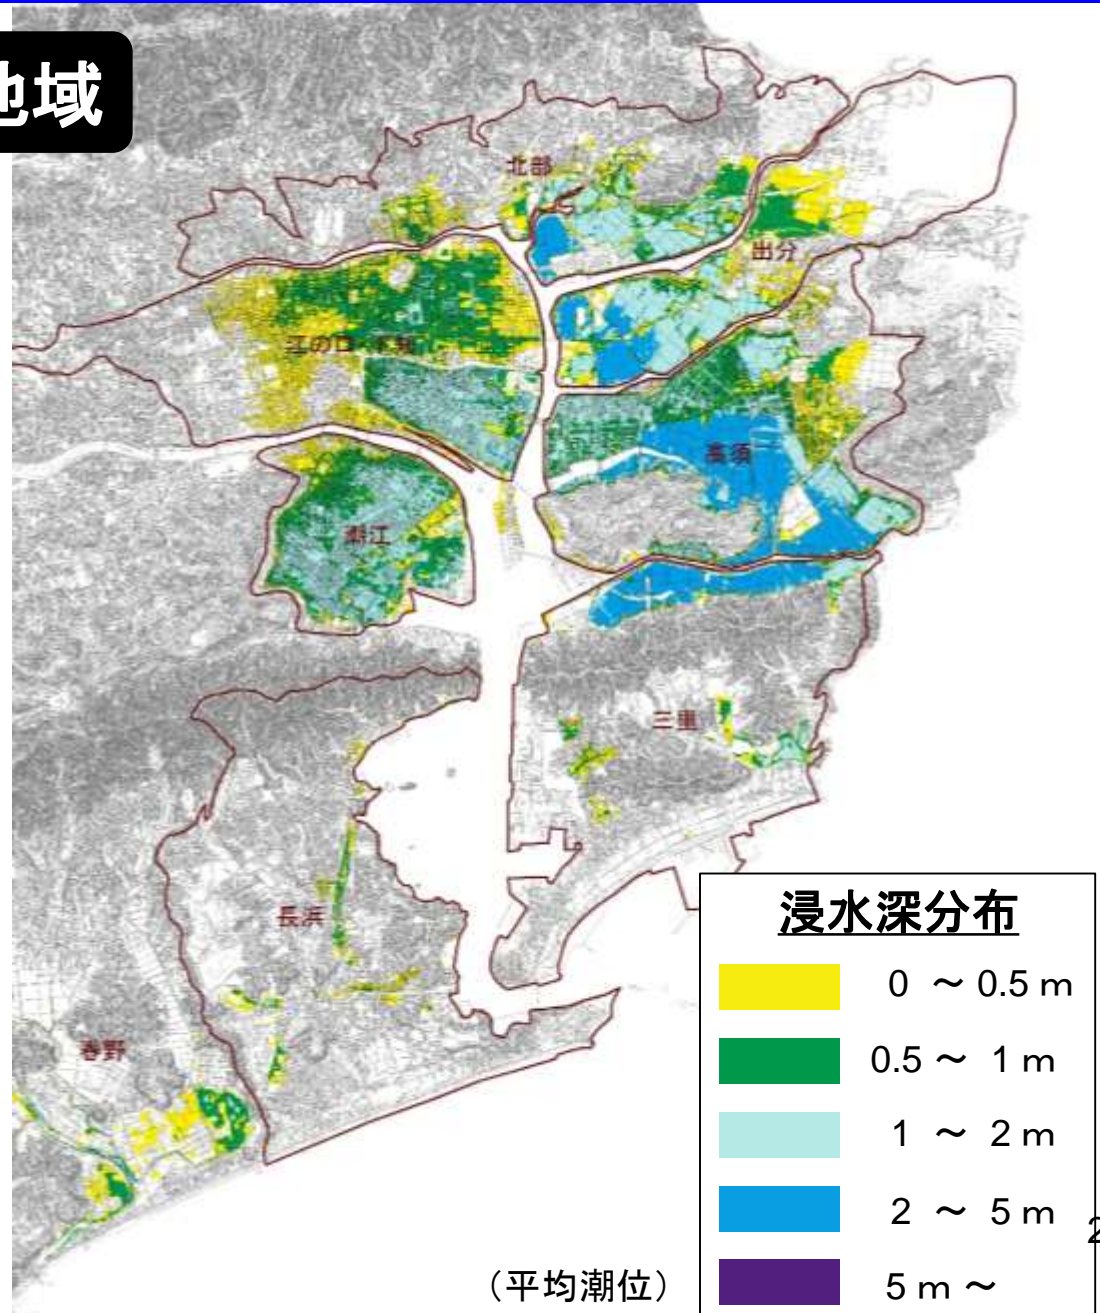 地域
北部
出分
江の口・下知
高須
潮江
三里
長浜
春野
浸水深分布
0 ～ 0.5 m
0.5 ～ 1 m
1 ～ 2 m
2 ～ 5 m
5 m ～
（平均潮位）
2